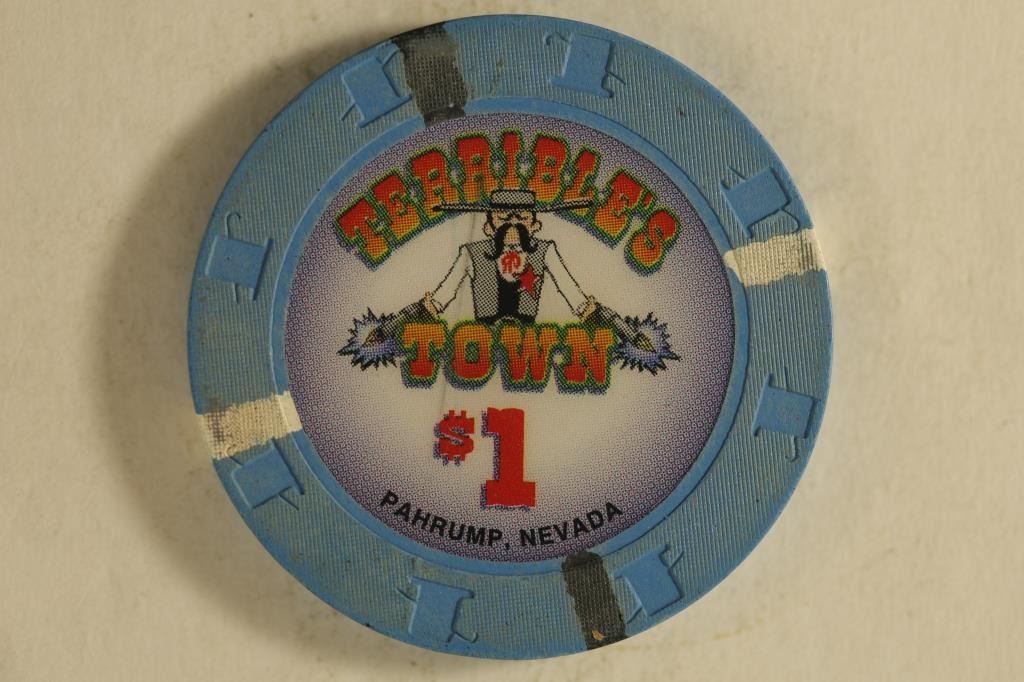 TERRIBLE'S
TOWN
$1
PAHRUMP, NEVADA